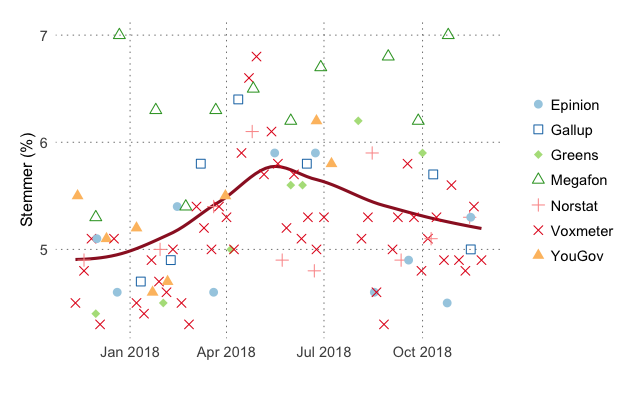 7
6
5
Stemmer (%)
Jan 2018
Apr 2018
Jul 2018
Oct 2018
Epinion
Gallup
Greens
Megafon
Norstat
Voxmeter
YouGov